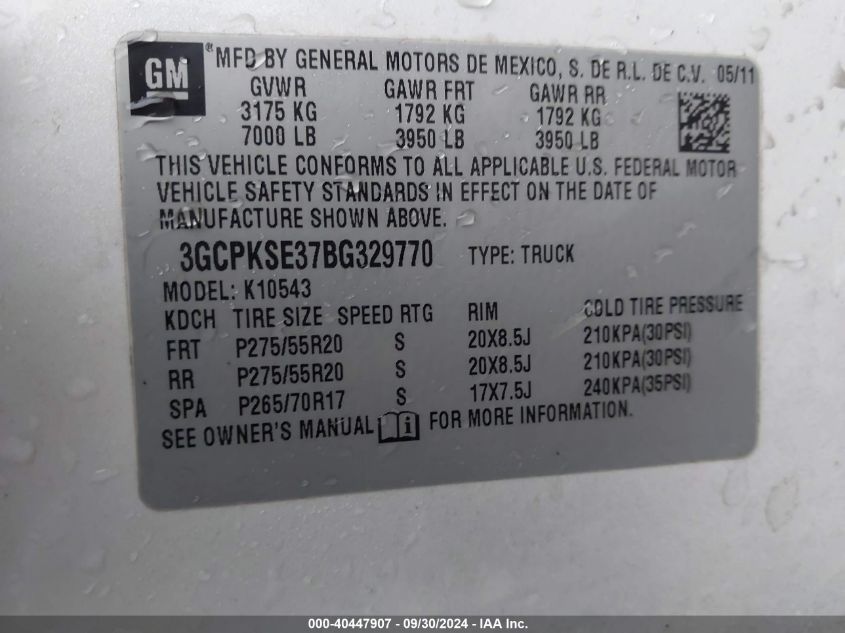 GM
® MFD BY GENERAL MOTORS DE MEXICO, S. DE R.L. DE C.V. 05/11
GVWR GAWR FRT GAWR RR
3175 KG 1792 KG 1792 KG
7000 LB 3950 LB 3950 LB
THIS VEHICLE CONFORMS TO ALL APPLICABLE U.S. FEDERAL MOTOR
VEHICLE SAFETY STANDARDS IN EFFECT ON THE DATE OF
MANUFACTURE SHOWN ABOVE.
3GCPKSE37BG329770 TYPE: TRUCK
MODEL: K10543
KDCH TIRE SIZE SPEED RTG RIM COLD TIRE PRESSURE
FRT P275/55R20 S 20X8.5J 210KPA(30PSI)
RR P275/55R20 S 20X8.5J 210KPA(30PSI)
SPA P265/70R17 S 17X7.5J 240KPA(35PSI)
SEE OWNER'S MANUAL i FOR MORE INFORMATION.
000-40447907 / 09/30/2024 - IAA Inc.